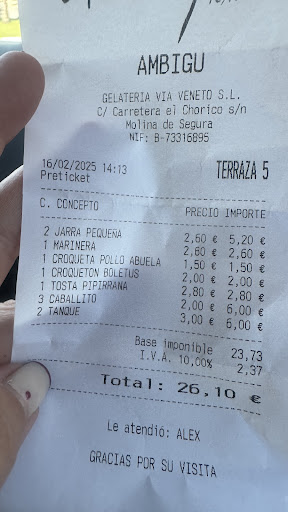 AMBIGU
GELATERIA VIA VENETO S.L.
C/ Carretera el Chorico s/n
Molina de Segura
NIF: B-73316895
16/02/2025 14:13 TERRAZA 5
Preticket
C. CONCEPTO PRECIO IMPORTE
2 JARRA PEQUEÑA 2,60 € 5,20 €
1 MARINERA 2,60 € 2,60 €
1 CROQUETA POLLO ABUELA 1,50 € 1,50 €
1 CROQUETON BOLETUS 2,00 € 2,00 €
1 TOSTA PIPIRRANA 2,80 € 2,80 €
3 CABALLITO 2,00 € 6,00 €
2 TANQUE 3,00 € 6,00 €
Base imponible 23,73
I.V.A. 10,00% 2,37
Total: 26,10 €
Le atendió: ALEX
GRACIAS POR SU VISITA